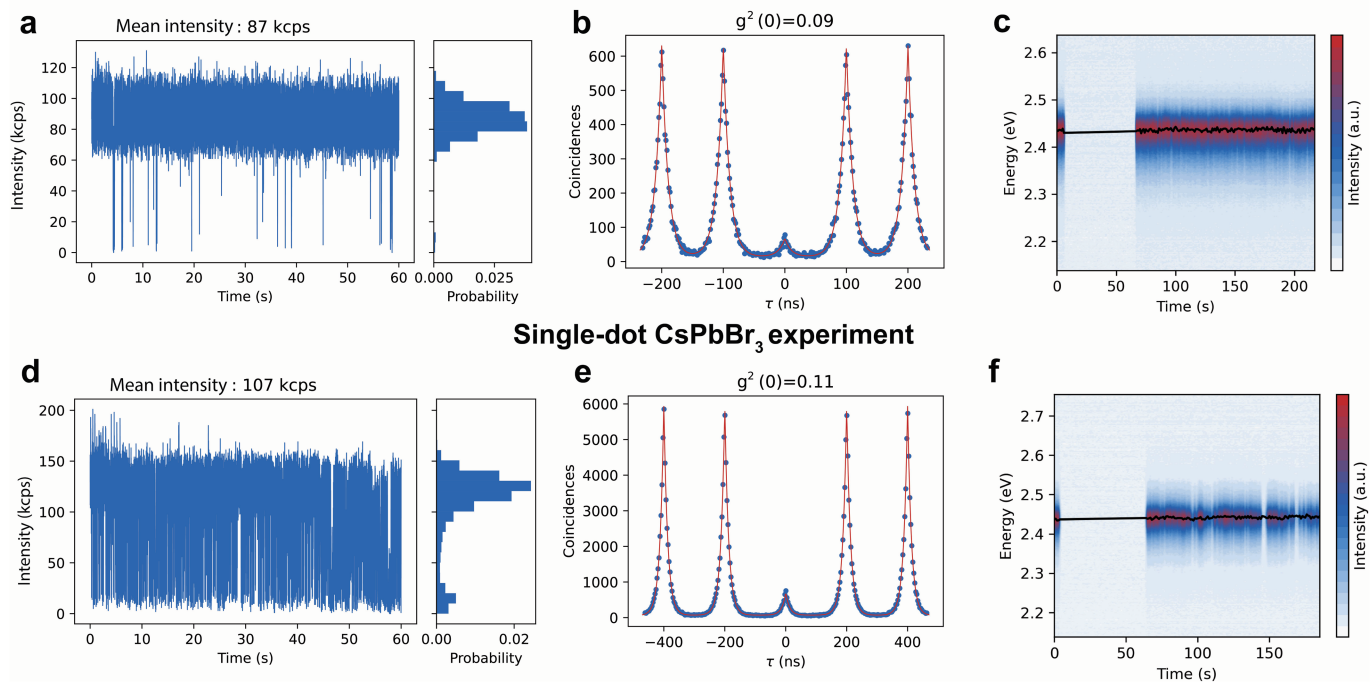 a
Mean intensity : 87 kcps
Intensity (kcps)
120
100
80
60
40
20
0
0 10 20 30 40 50 60
Time (s)
0.000 0.025
Probability
b
g² (0)=0.09
Coincidences
600
500
400
300
200
100
0
−200 −100 0 100 200
τ (ns)
c
Energy (eV)
2.6
2.5
2.4
2.3
2.2
0 50 100 150 200
Time (s)
Intensity (a.u.)
Single-dot CsPbBr₃ experiment
d
Mean intensity : 107 kcps
Intensity (kcps)
200
150
100
50
0
0 10 20 30 40 50 60
Time (s)
0.00 0.02
Probability
e
g² (0)=0.11
Coincidences
6000
5000
4000
3000
2000
1000
0
−400 −200 0 200 400
τ (ns)
f
Energy (eV)
2.7
2.6
2.5
2.4
2.3
2.2
0 50 100 150
Time (s)
Intensity (a.u.)